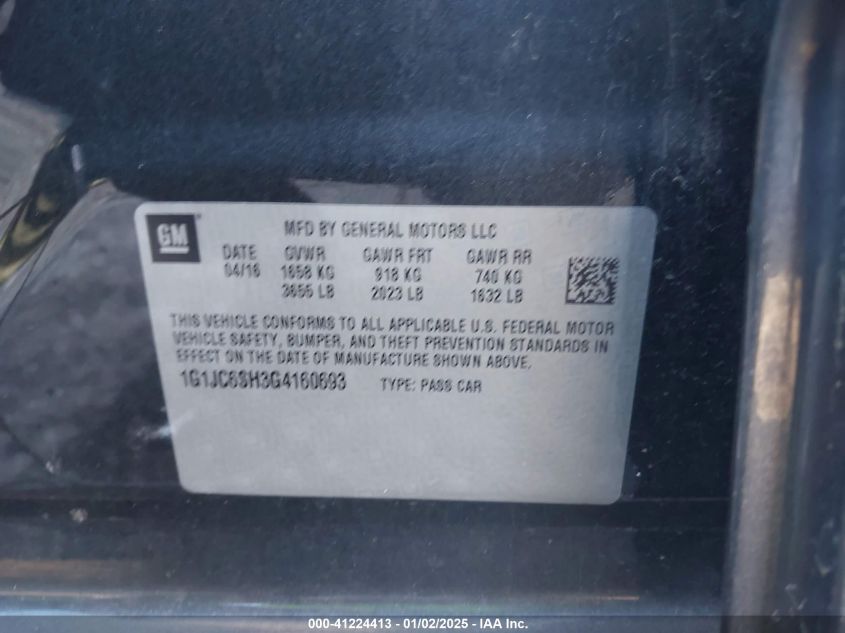 GM
MFD BY GENERAL MOTORS LLC
DATE GVWR GAWR FRT GAWR RR
04/16 1658 KG 918 KG 740 KG
3655 LB 2023 LB 1632 LB
THIS VEHICLE CONFORMS TO ALL APPLICABLE U.S. FEDERAL MOTOR
VEHICLE SAFETY, BUMPER, AND THEFT PREVENTION STANDARDS IN
EFFECT ON THE DATE OF MANUFACTURE SHOWN ABOVE.
1G1JC6SH3G4160693 TYPE: PASS CAR
000-41224413 - 01/02/2025 - IAA Inc.